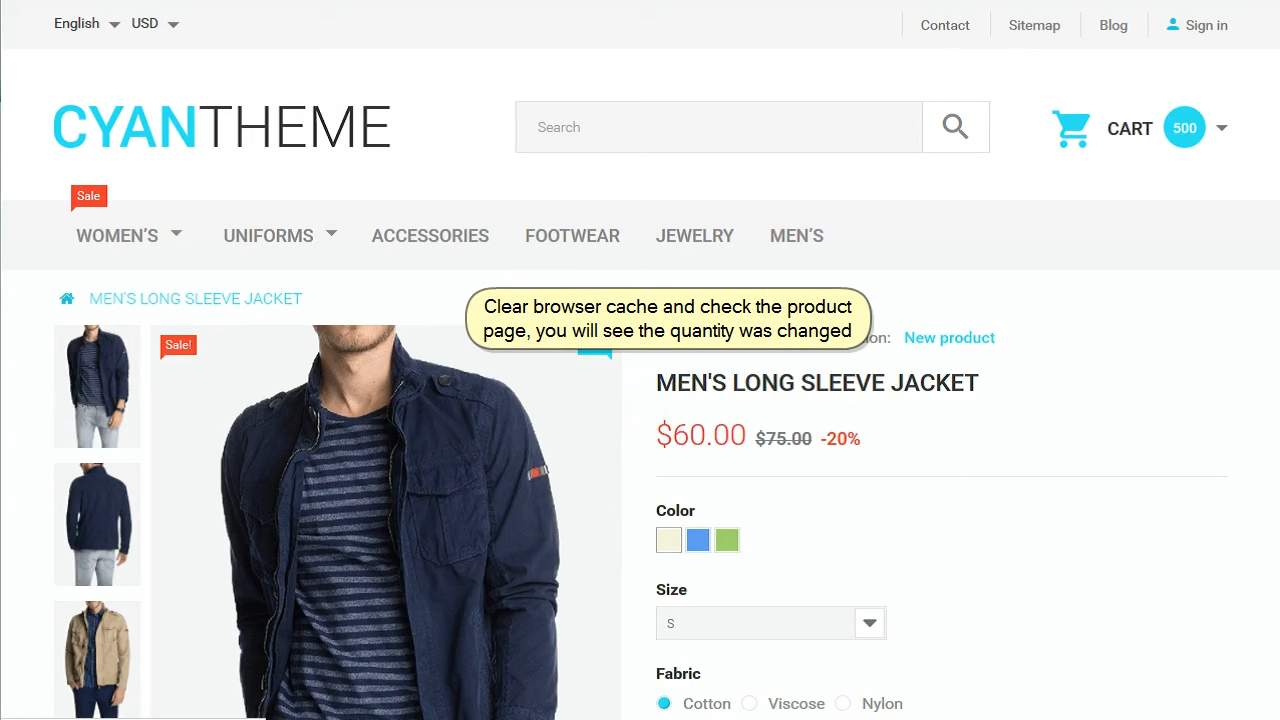 English USD
Contact Sitemap Blog Sign in
CYANTHEME
Search
CART 500
Sale
WOMEN'S UNIFORMS ACCESSORIES FOOTWEAR JEWELRY MEN'S
MEN'S LONG SLEEVE JACKET
Clear browser cache and check the product
page, you will see the quantity was changed
New product
Sale!
MEN'S LONG SLEEVE JACKET
$60.00 $75.00 -20%
Color
Size
S
Fabric
Cotton Viscose Nylon